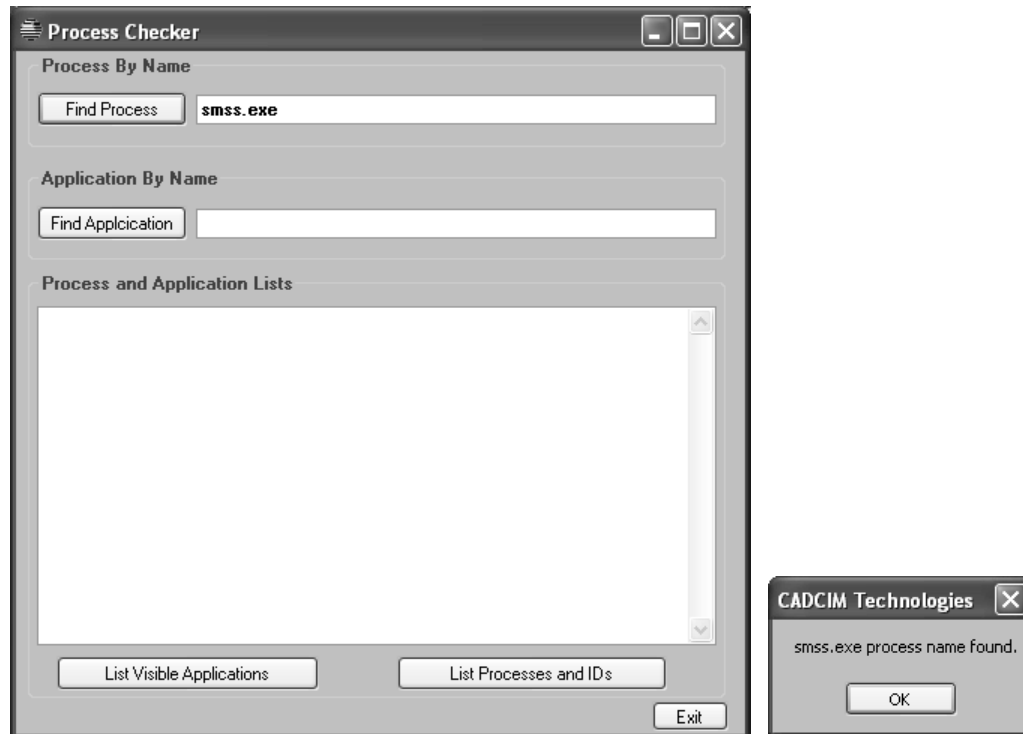 Process Checker
Process By Name
Find Process
smss.exe
Application By Name
Find Applcication
Process and Application Lists
List Visible Applications
List Processes and IDs
Exit
CADCIM Technologies
smss.exe process name found.
OK